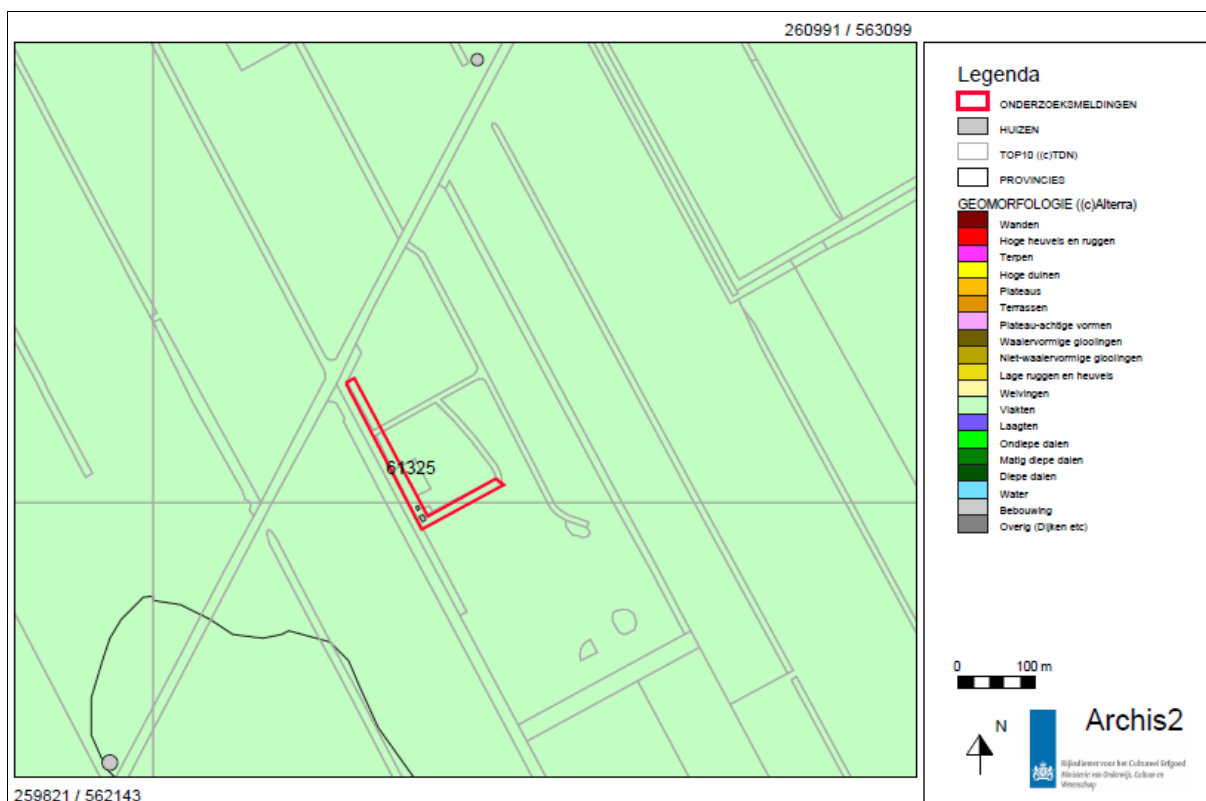 260991 / 563099
61325
259821 / 562143
Legenda
ONDERZOEKSMELDINGEN
HUIZEN
TOP10 ((c)TDN)
PROVINCIES
GEOMORFOLOGIE ((c)Alterra)
Wanden
Hoge heuvels en ruggen
Terpen
Hoge duinen
Plateaus
Terrassen
Plateau-achtige vormen
Waaiervormige glooiingen
Niet-waaiervormige glooiingen
Lage ruggen en heuvels
Welvingen
Vlakten
Laagten
Ondiepe dalen
Matig diepe dalen
Diepe dalen
Water
Bebouwing
Overig (Dijken etc)
0 100 m
N
Archis2
Rijksdienst voor het Cultureel Erfgoed
Ministerie van Onderwijs, Cultuur en
Wetenschap